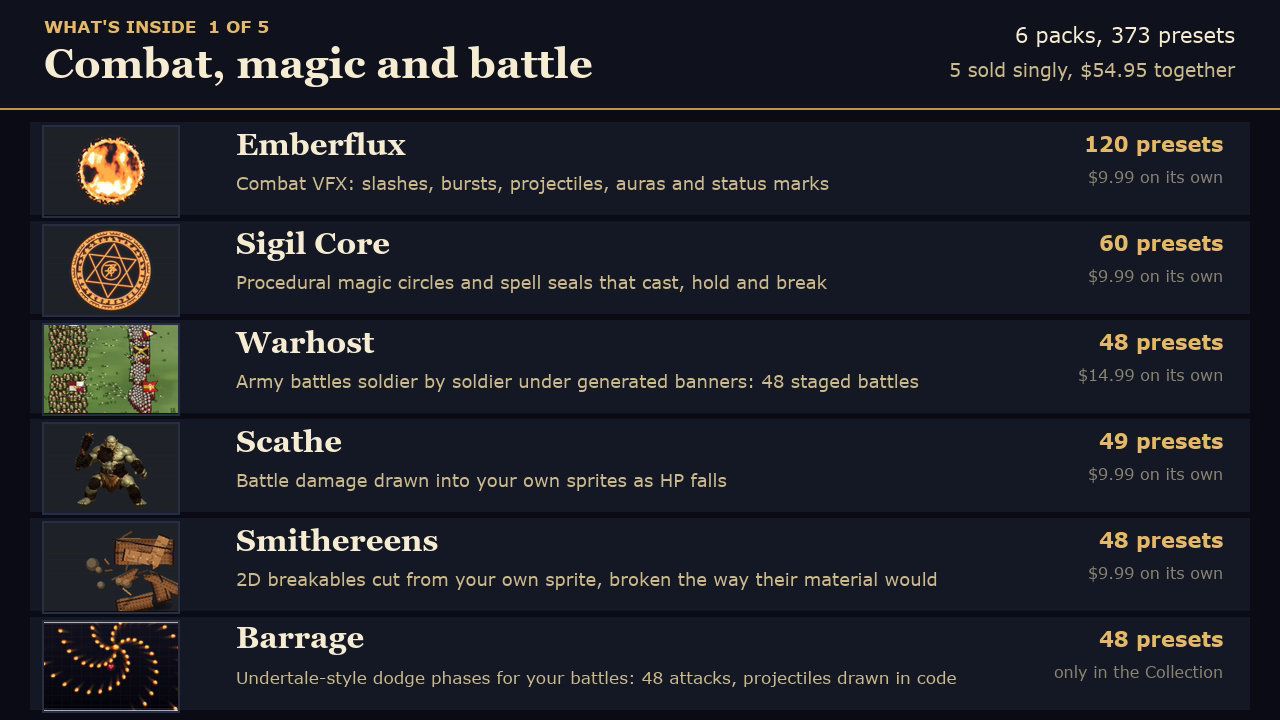 WHAT'S INSIDE 1 OF 5
Combat, magic and battle
6 packs, 373 presets
5 sold singly, $54.95 together
Emberflux
Combat VFX: slashes, bursts, projectiles, auras and status marks
120 presets
$9.99 on its own
Sigil Core
Procedural magic circles and spell seals that cast, hold and break
60 presets
$9.99 on its own
Warhost
Army battles soldier by soldier under generated banners: 48 staged battles
48 presets
$14.99 on its own
Scathe
Battle damage drawn into your own sprites as HP falls
49 presets
$9.99 on its own
Smithereens
2D breakables cut from your own sprite, broken the way their material would
48 presets
$9.99 on its own
Barrage
Undertale-style dodge phases for your battles: 48 attacks, projectiles drawn in code
48 presets
only in the Collection